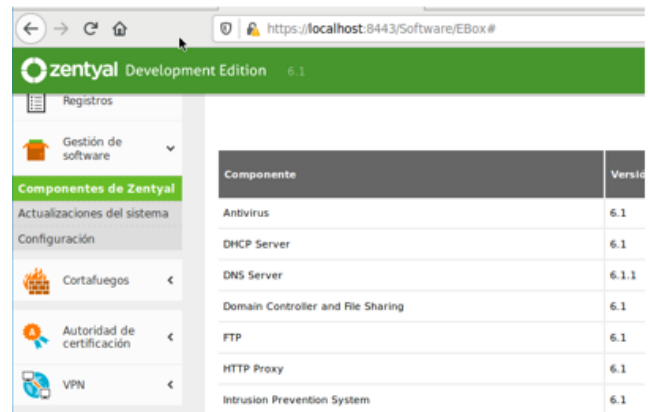 https://localhost:8443/Software/EBox#
zentyal Development Edition 6.1
Registros
Gestión de
software
Componentes de Zentyal
Actualizaciones del sistema
Configuración
Cortafuegos
Autoridad de
certificación
VPN
Componente Versió
Antivirus 6.1
DHCP Server 6.1
DNS Server 6.1.1
Domain Controller and File Sharing 6.1
FTP 6.1
HTTP Proxy 6.1
Intrusion Prevention System 6.1